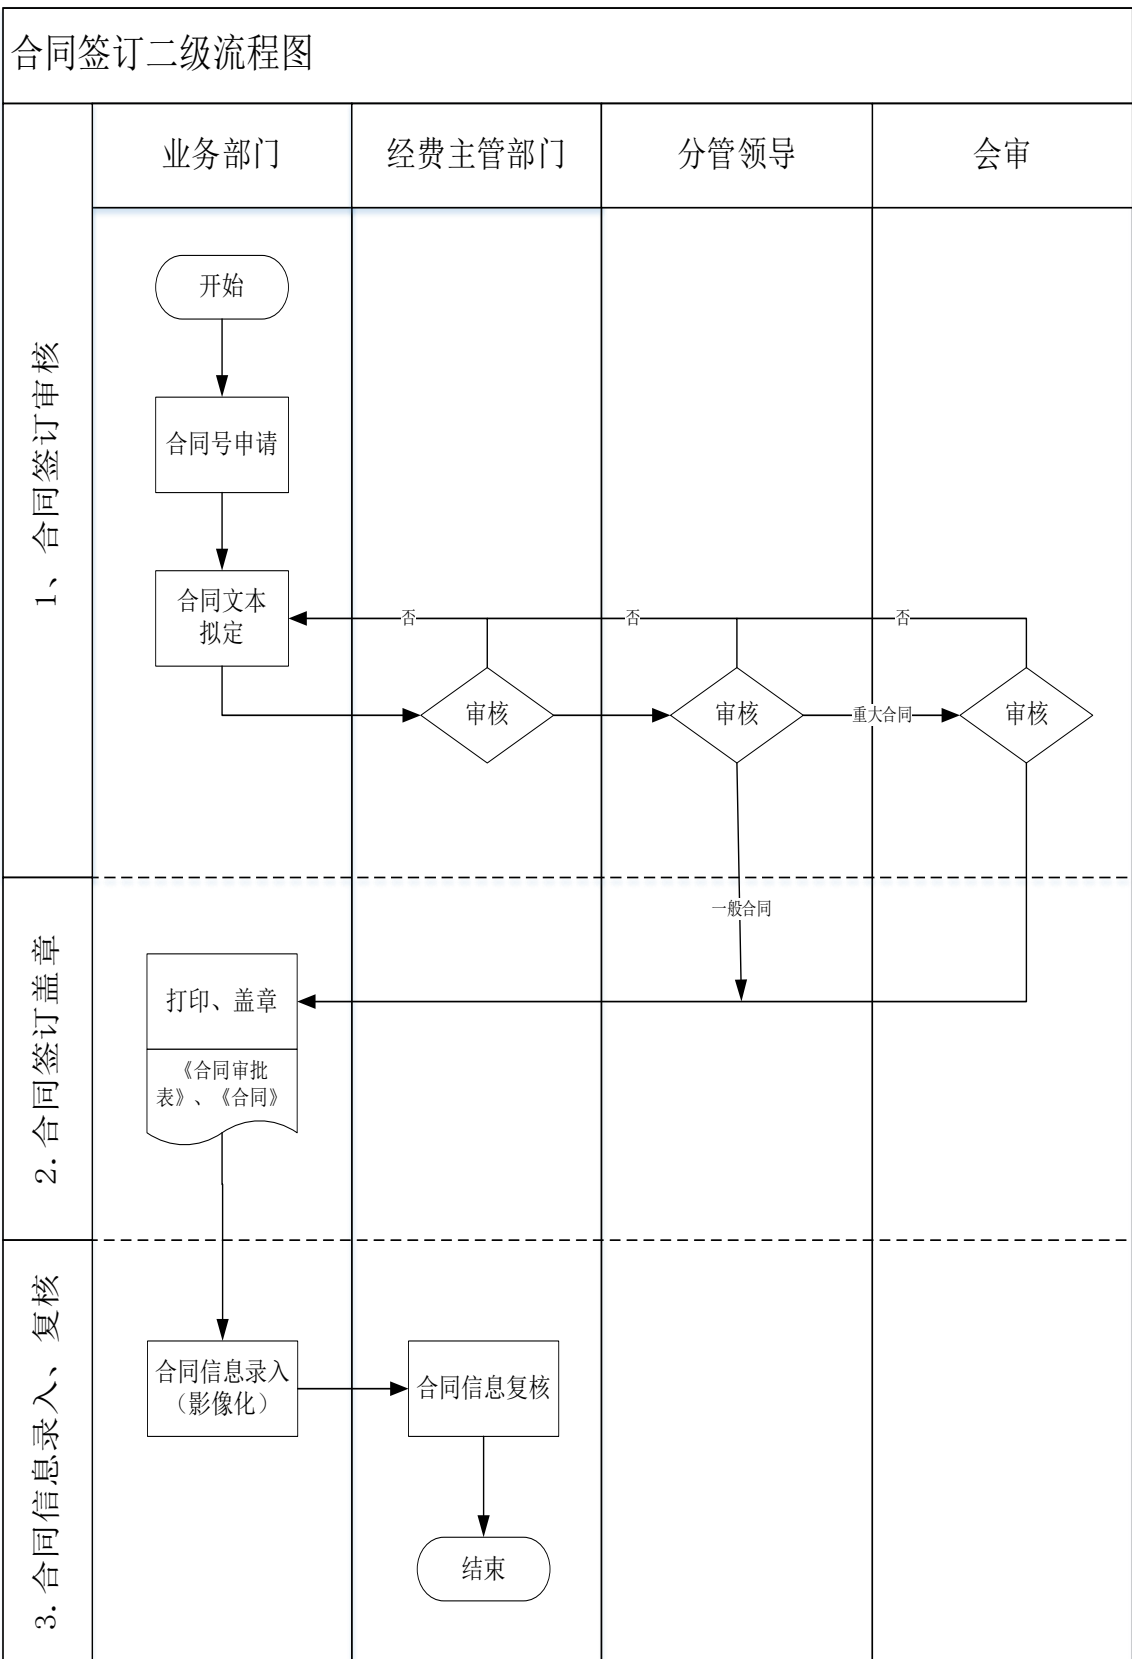 合同签订二级流程图
业务部门
经费主管部门
分管领导
会审
1、合同签订审核
开始
合同号申请
合同文本
拟定
否
否
否
审核
审核
重大合同
审核
一般合同
2.合同签订盖章
打印、盖章
《合同审批
表》、《合同》
3.合同信息录入、复核
合同信息录入
（影像化）
合同信息复核
结束